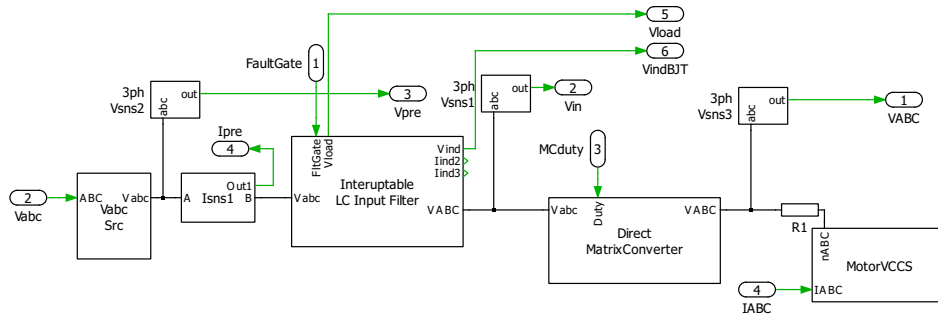 5
Vload
6
VindBJT
FaultGate
1
3ph
Vsns2
out
abc
3
Vpre
3ph
Vsns1
out
abc
2
Vin
3ph
Vsns3
out
abc
1
VABC
Ipre
4
MCduty
3
FltGate
Vload
Vind
Iind2
Iind3
Vabc
Interuptable
LC Input Filter
VABC
2
Vabc
ABC
Vabc
Vabc
Src
A
Out1
B
Isns1
Vabc
Duty
VABC
Direct
MatrixConverter
R1
nABC
MotorVCCS
IABC
4
IABC